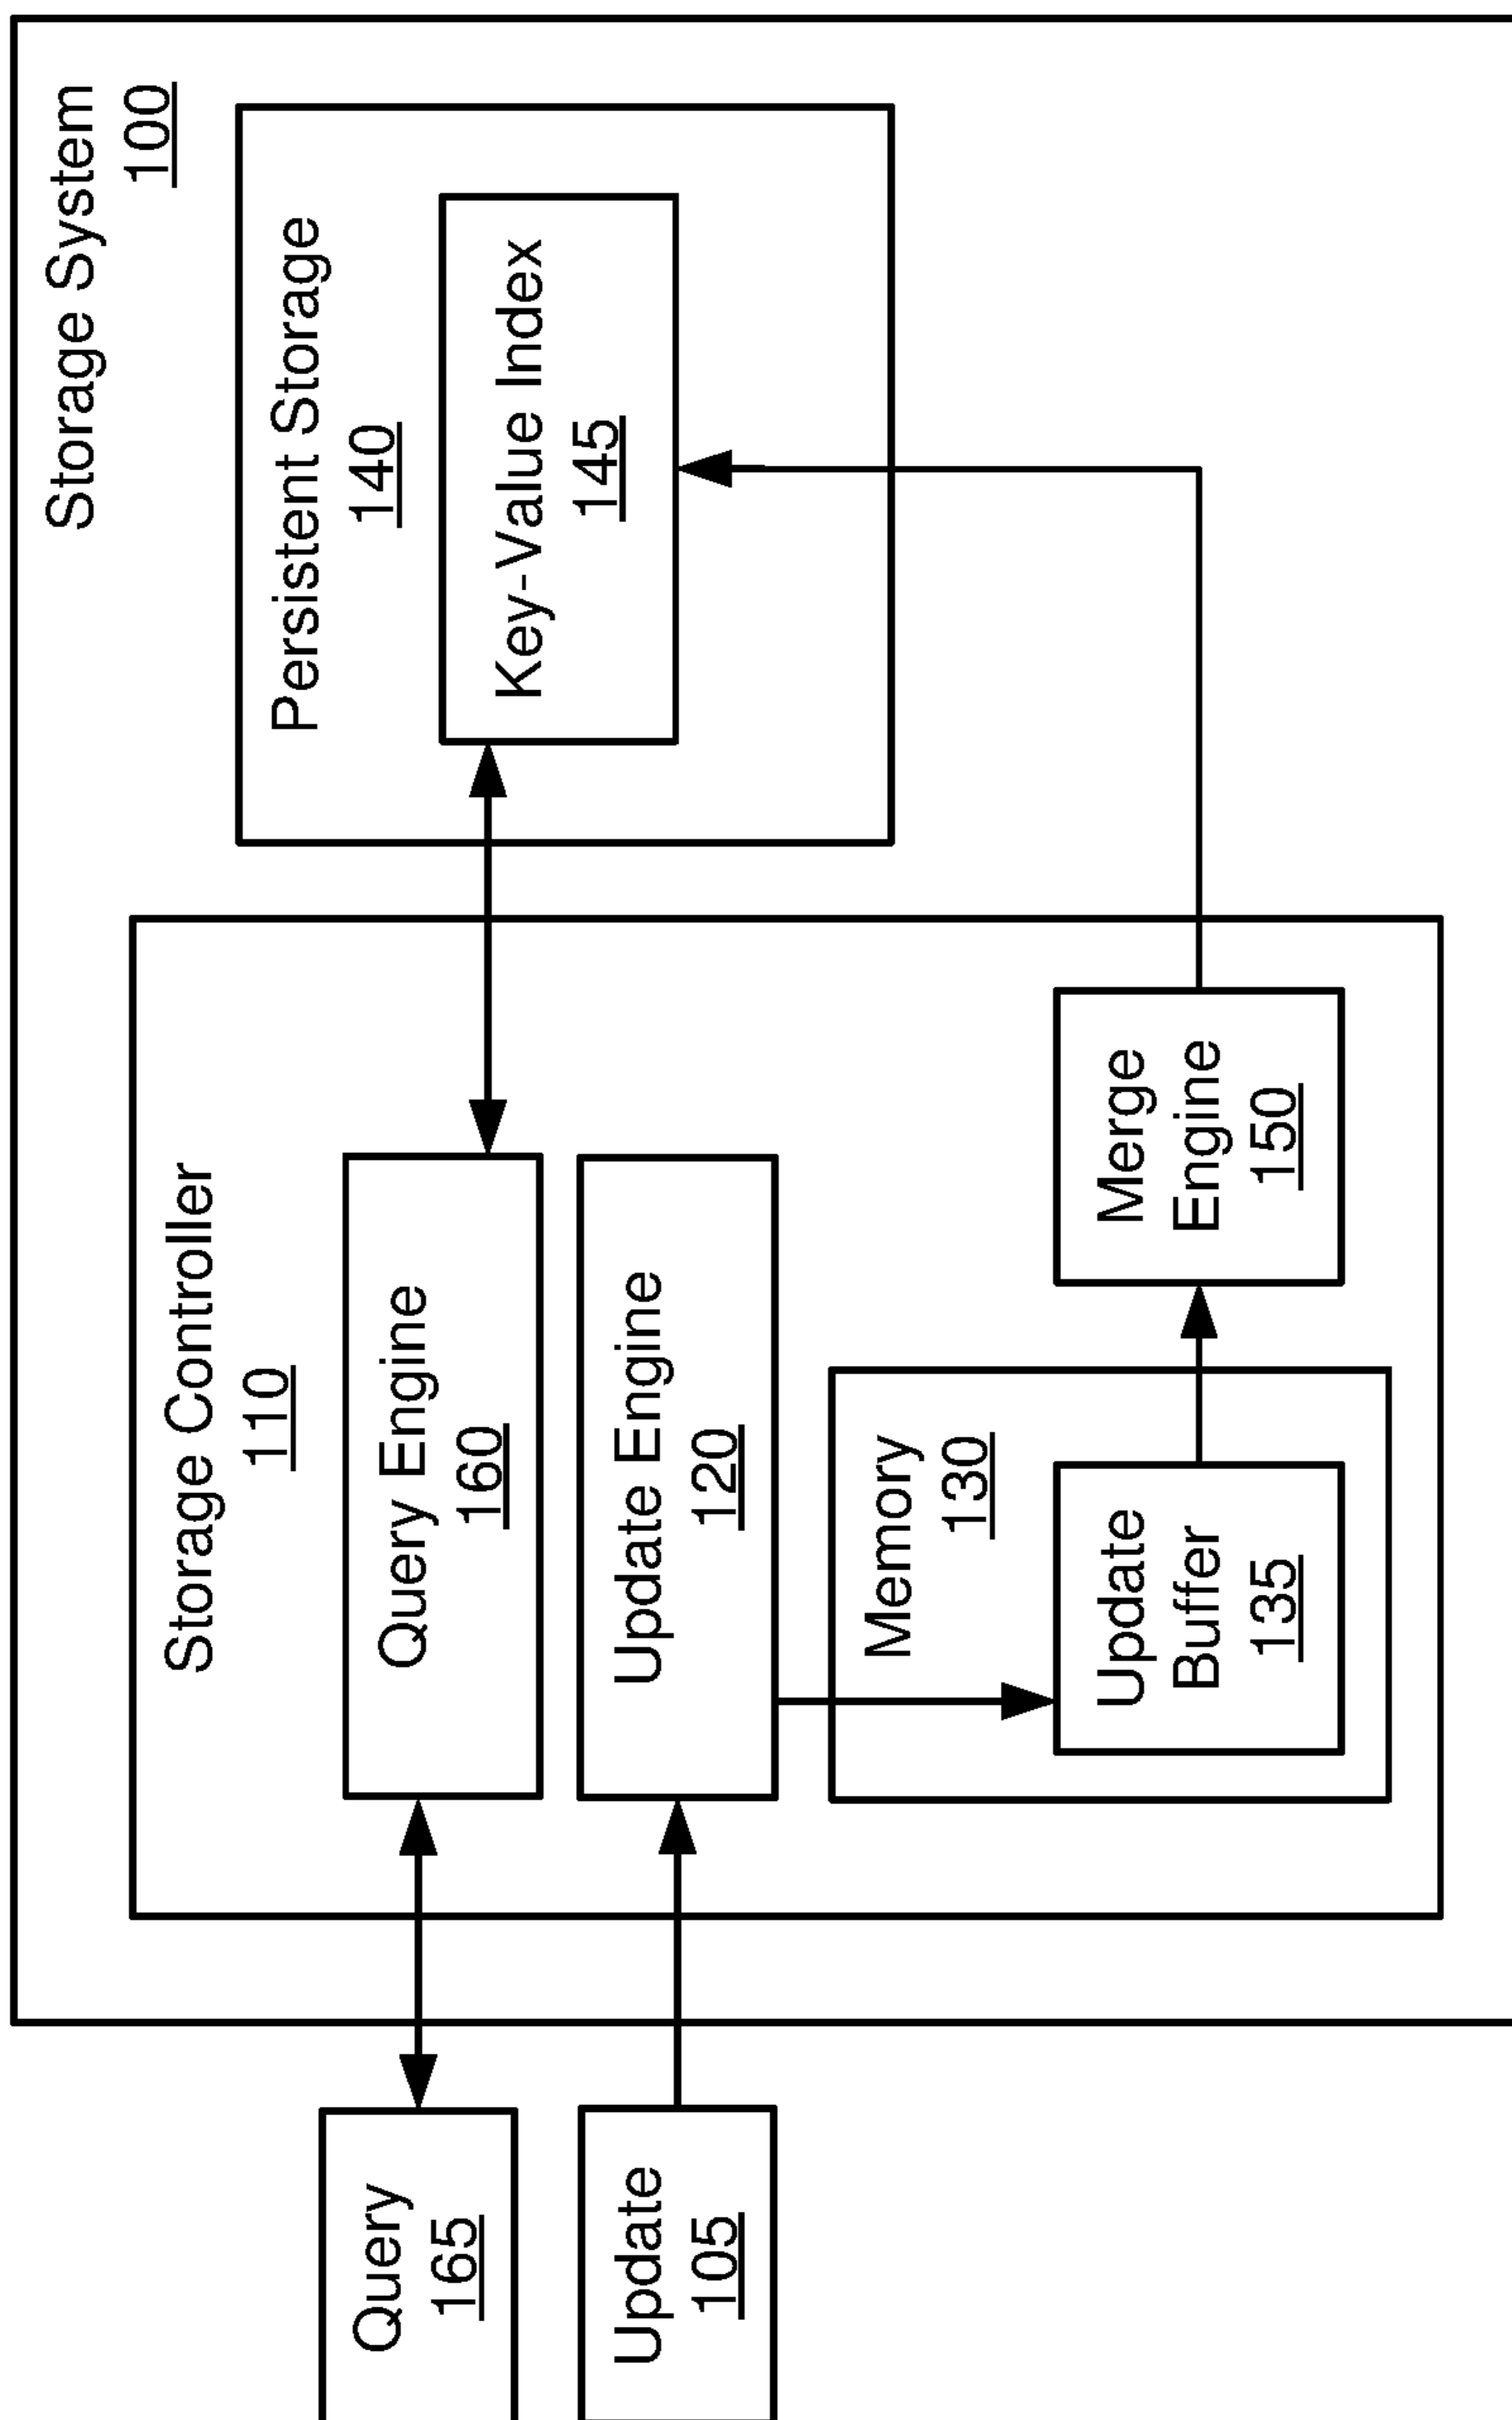 Storage System
100
Storage Controller
110
Persistent Storage
140
Query
165
Query Engine
160
Key-Value Index
145
Update
105
Update Engine
120
Memory
130
Update
Buffer
135
Merge
Engine
150